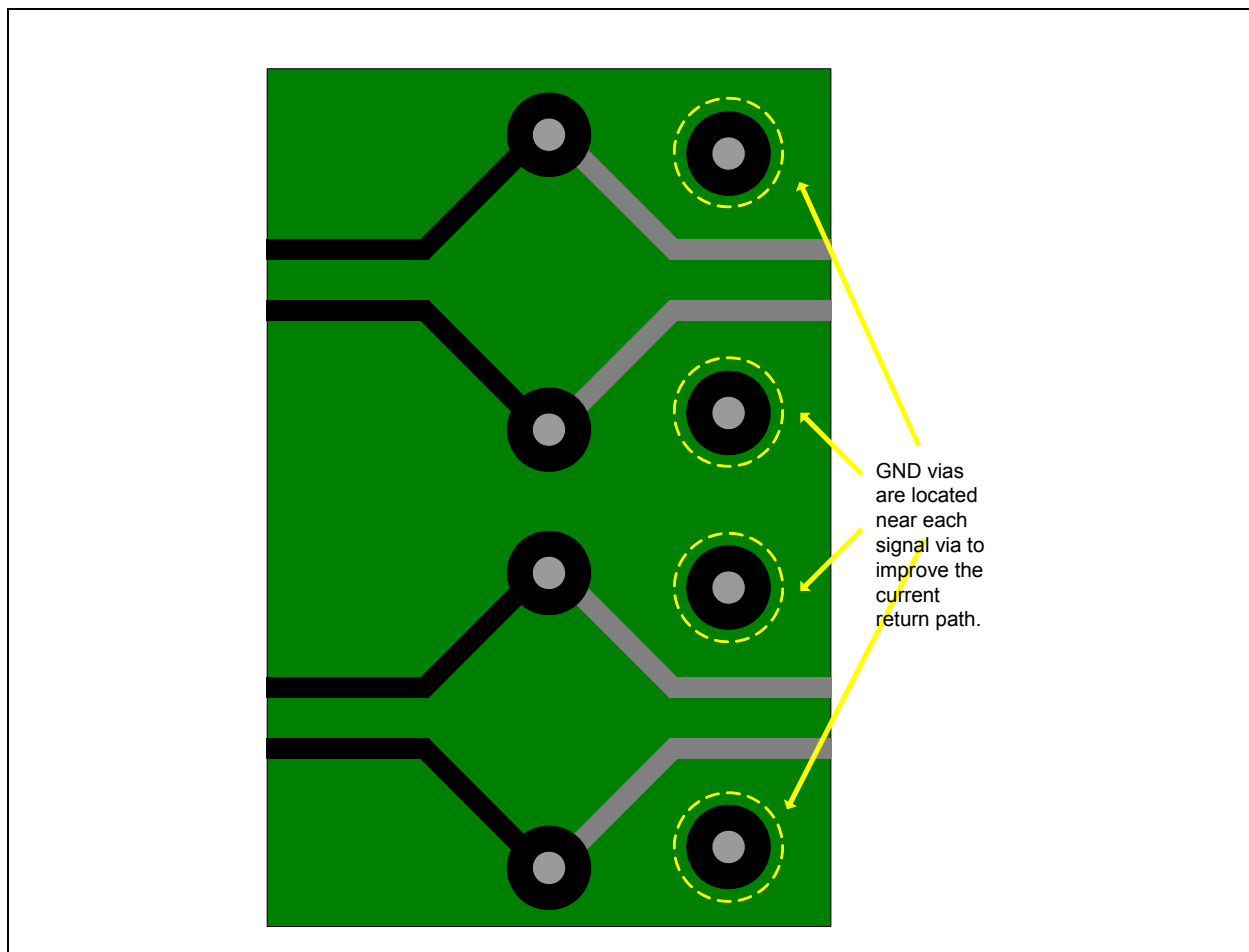 GND vias
are located
near each
signal via to
improve the
current
return path.